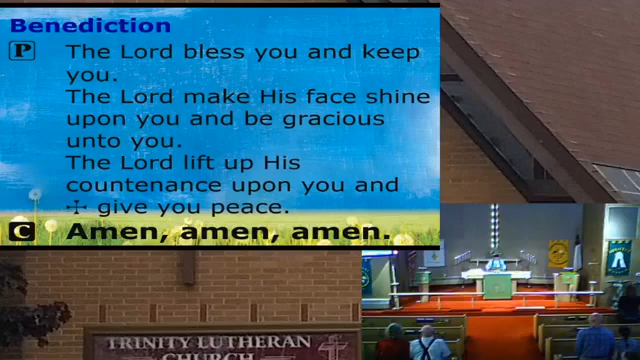 Benediction
P The Lord bless you and keep
you.
The Lord make His face shine
upon you and be gracious
unto you.
The Lord lift up His
countenance upon you and
☩ give you peace.
C Amen, amen, amen.
TRINITY LUTHERAN
CHURCH